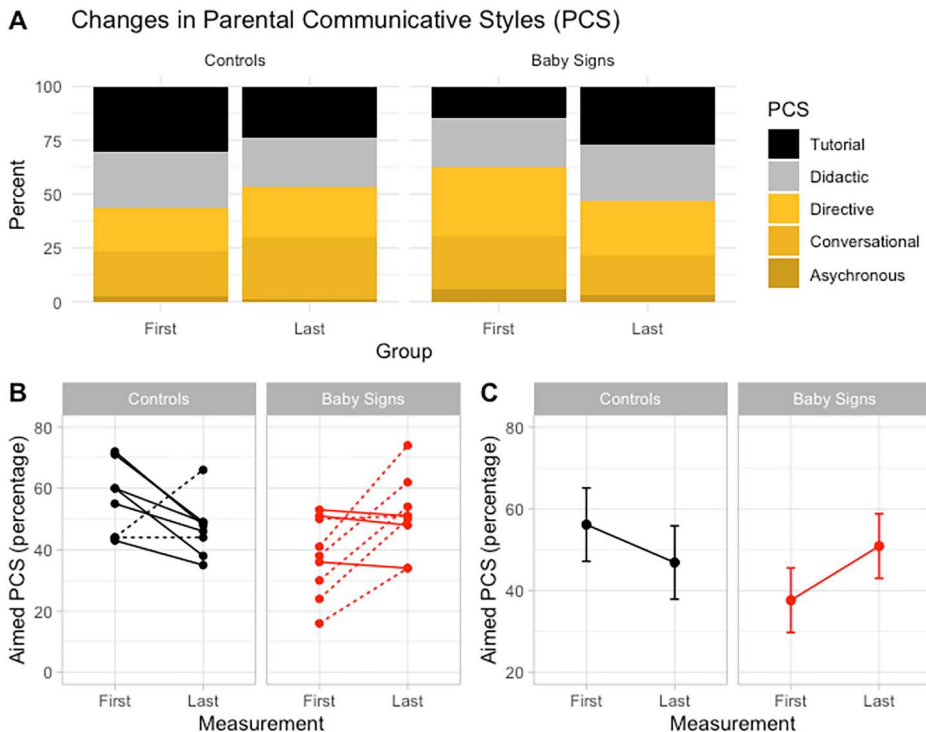 A Changes in Parental Communicative Styles (PCS)
Controls Baby Signs
100
75
50
25
0
Percent
First Last First Last
Group
PCS
Tutorial
Didactic
Directive
Conversational
Asychronous
B
Controls Baby Signs
80
60
40
20
0
Aimed PCS (percentage)
First Last First Last
Measurement
C
Controls Baby Signs
80
60
40
20
Aimed PCS (percentage)
First Last First Last
Measurement